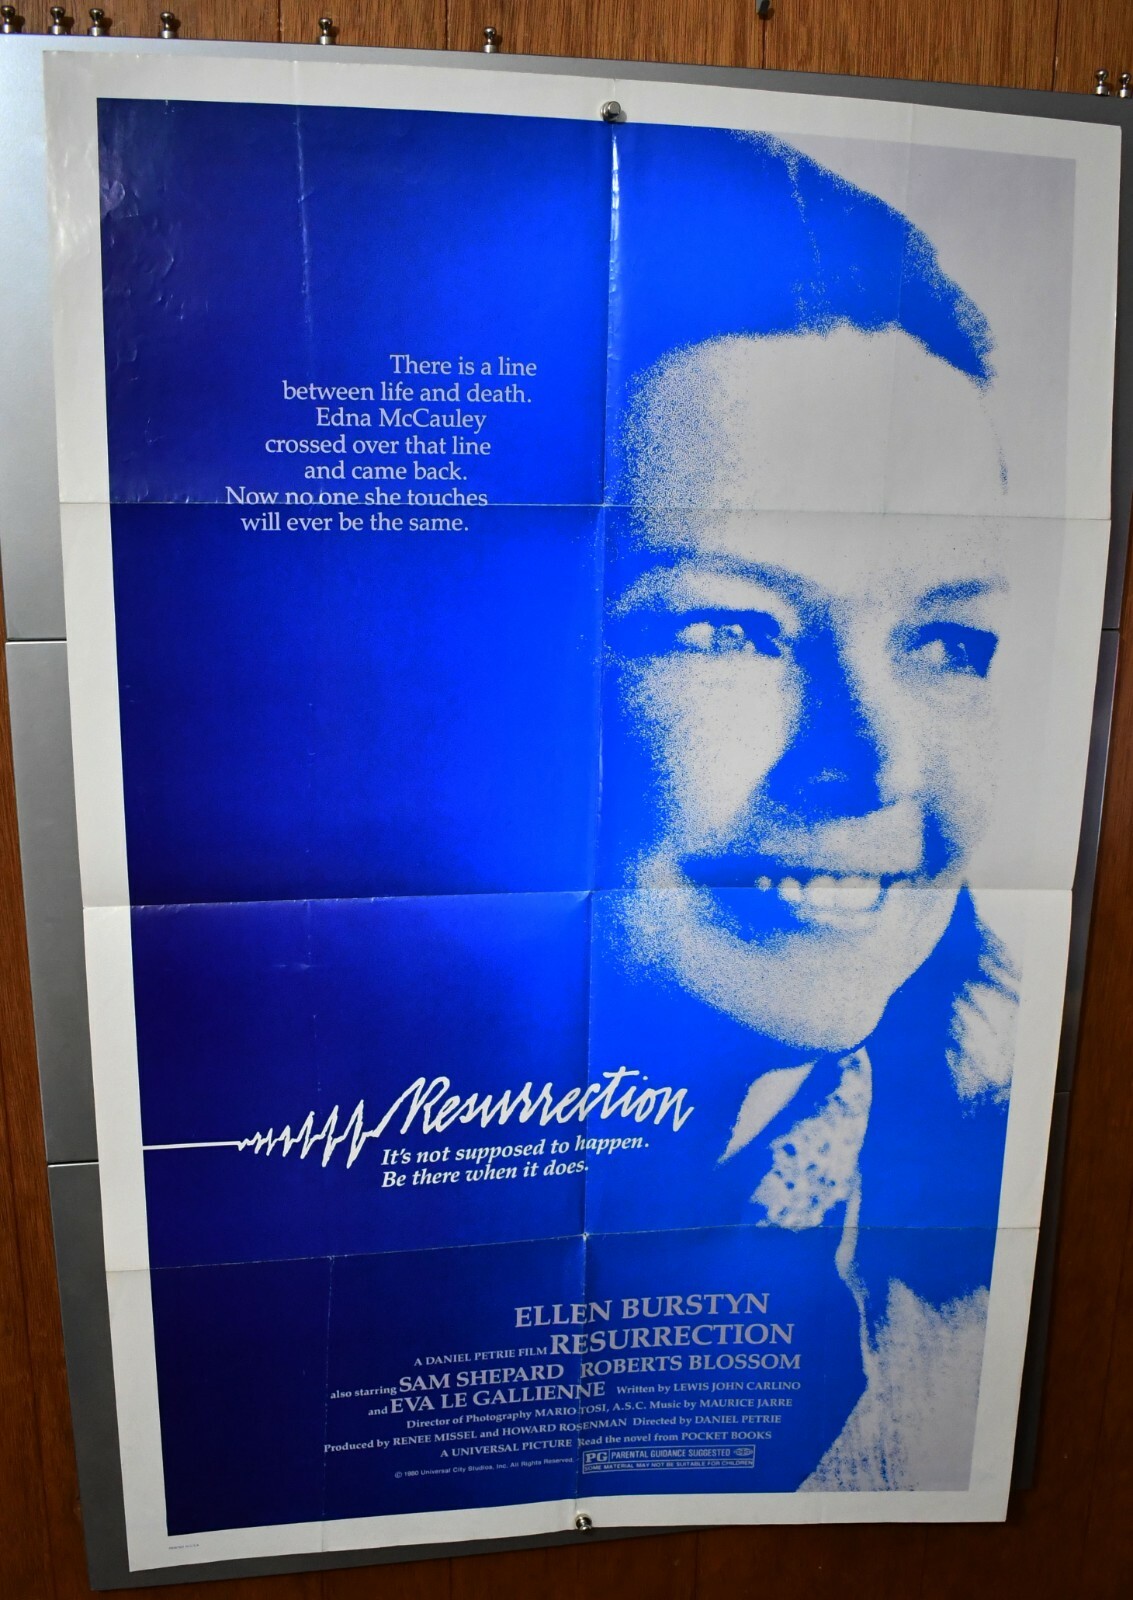 There is a line
between life and death.
Edna McCauley
crossed over that line
and came back.
Now no one she touches
will ever be the same.
Resurrection
It's not supposed to happen.
Be there when it does.
ELLEN BURSTYN
A DANIEL PETRIE FILM RESURRECTION
also starring SAM SHEPARD ROBERTS BLOSSOM
and EVA LE GALLIENNE Written by LEWIS JOHN CARLINO
Director of Photography MARIO TOSI, A.S.C. Music by MAURICE JARRE
Produced by RENEE MISSEL and HOWARD ROSENMAN Directed by DANIEL PETRIE
A UNIVERSAL PICTURE Read the novel from POCKET BOOKS
© 1980 Universal City Studios, Inc. All Rights Reserved.
PG PARENTAL GUIDANCE SUGGESTED
SOME MATERIAL MAY NOT BE SUITABLE FOR CHILDREN